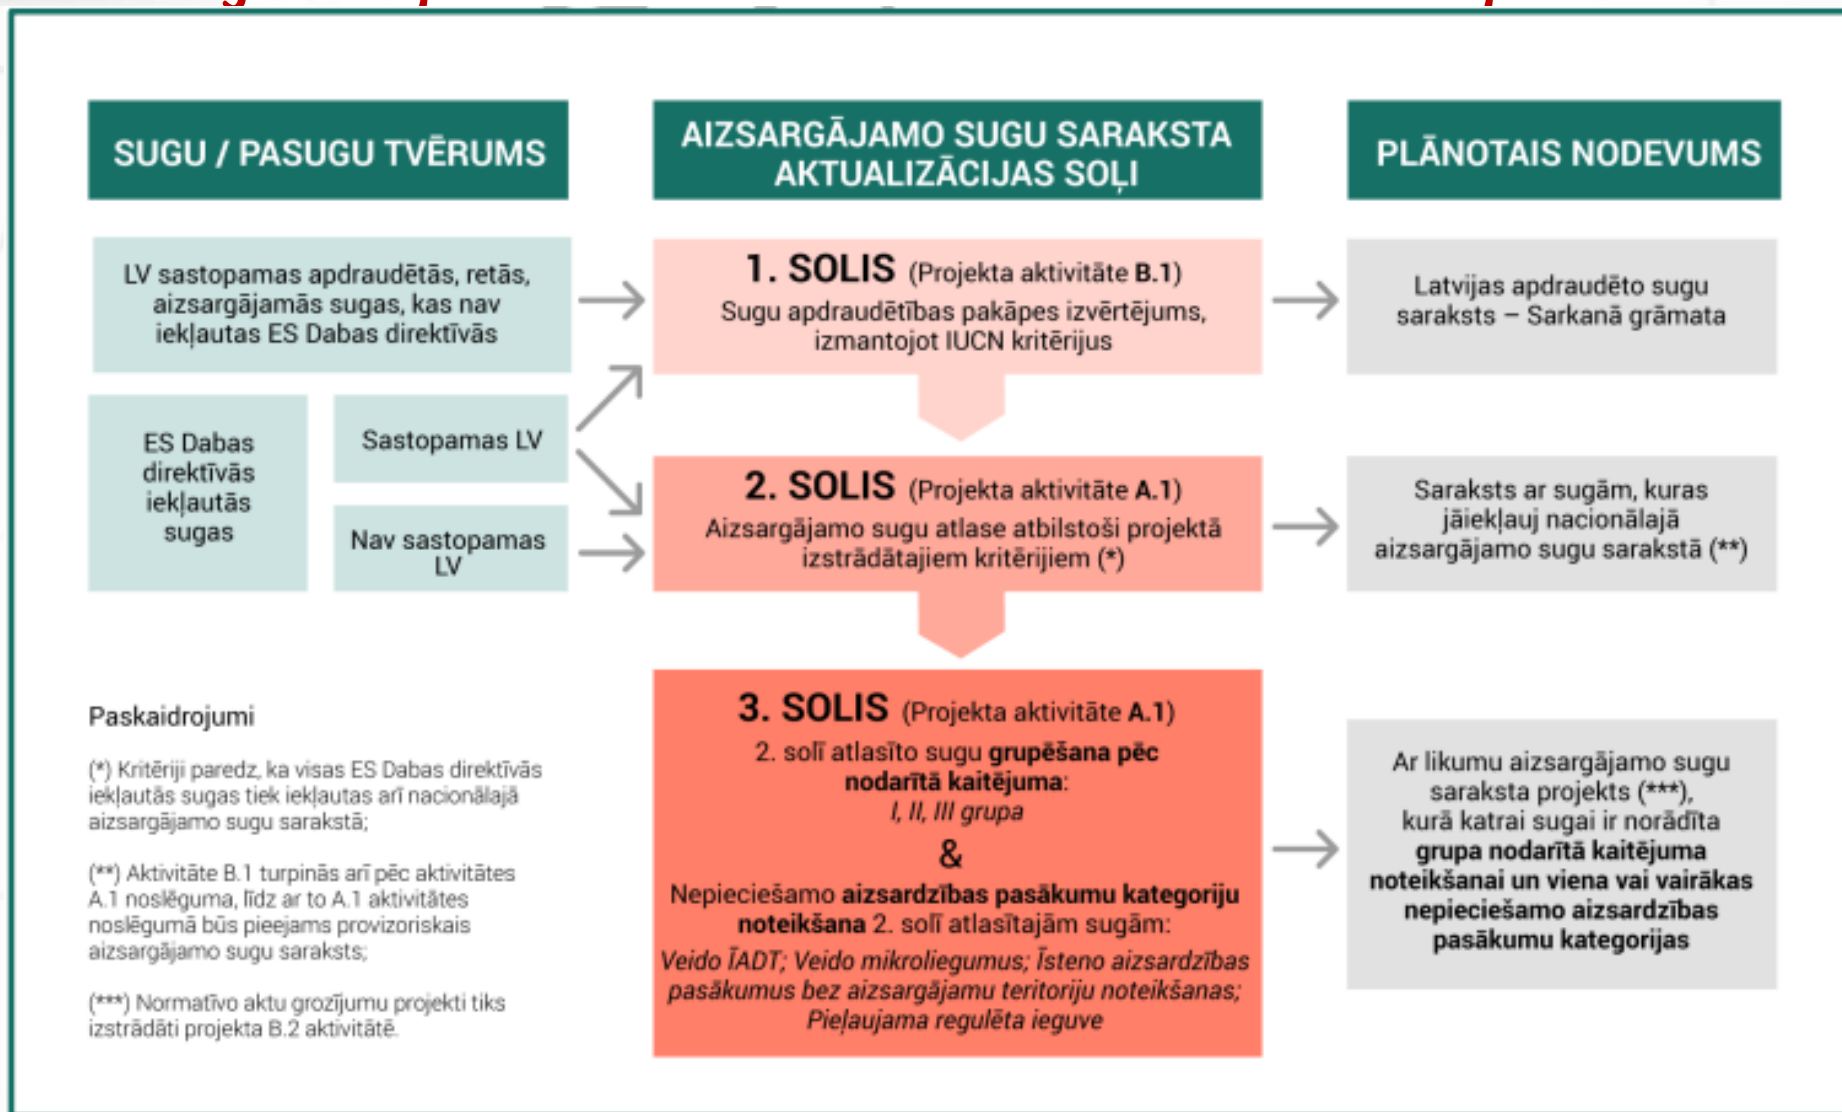 SUGU / PASUGU TVĒRUMS
LV sastopamas apdraudētās, retās,
aizsargājamās sugas, kas nav
iekļautas ES Dabas direktīvās
ES Dabas
direktīvās
iekļautās
sugas
Sastopamas LV
Nav sastopamas
LV
AIZSARGĀJAMO SUGU SARAKSTA
AKTUALIZĀCIJAS SOĻI
1. SOLIS (Projekta aktivitāte B.1)
Sugu apdraudētības pakāpes izvērtējums,
izmantojot IUCN kritērijus
2. SOLIS (Projekta aktivitāte A.1)
Aizsargājamo sugu atlase atbilstoši projektā
izstrādātajiem kritērijiem (*)
3. SOLIS (Projekta aktivitāte A.1)
2. solī atlasīto sugu grupēšana pēc
nodarītā kaitējuma:
I, II, III grupa
&
Nepieciešamo aizsardzības pasākumu kategoriju
noteikšana 2. solī atlasītajām sugām:
Veido ĪADT; Veido mikroliegumus; Īsteno aizsardzības
pasākumus bez aizsargājamu teritoriju noteikšanas;
Pieļaujama regulēta ieguve
PLĀNOTAIS NODEVUMS
Latvijas apdraudēto sugu
saraksts – Sarkanā grāmata
Saraksts ar sugām, kuras
jāiekļauj nacionālajā
aizsargājamo sugu sarakstā (**)
Ar likumu aizsargājamo sugu
saraksta projekts (***),
kurā katrai sugai ir norādīta
grupa nodarītā kaitējuma
noteikšanai un viena vai vairākas
nepieciešamo aizsardzības
pasākumu kategorijas
Paskaidrojumi
(*) Kritēriji paredz, ka visas ES Dabas direktīvās
iekļautās sugas tiek iekļautas arī nacionālajā
aizsargājamo sugu sarakstā;
(**) Aktivitāte B.1 turpinās arī pēc aktivitātes
A.1 noslēguma, līdz ar to A.1 aktivitātes
noslēgumā būs pieejams provizoriskais
aizsargājamo sugu saraksts;
(***) Normatīvo aktu grozījumu projekti tiks
izstrādāti projekta B.2 aktivitātē.